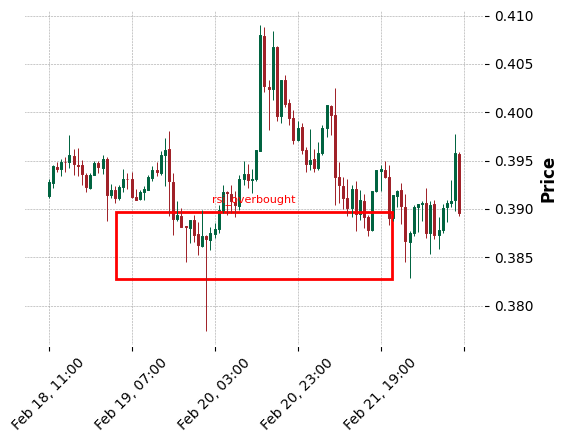 0.410
0.405
0.400
0.395
0.390
0.385
0.380
Price
rsi_overbought
Feb 18, 11:00
Feb 19, 07:00
Feb 20, 03:00
Feb 20, 23:00
Feb 21, 19:00